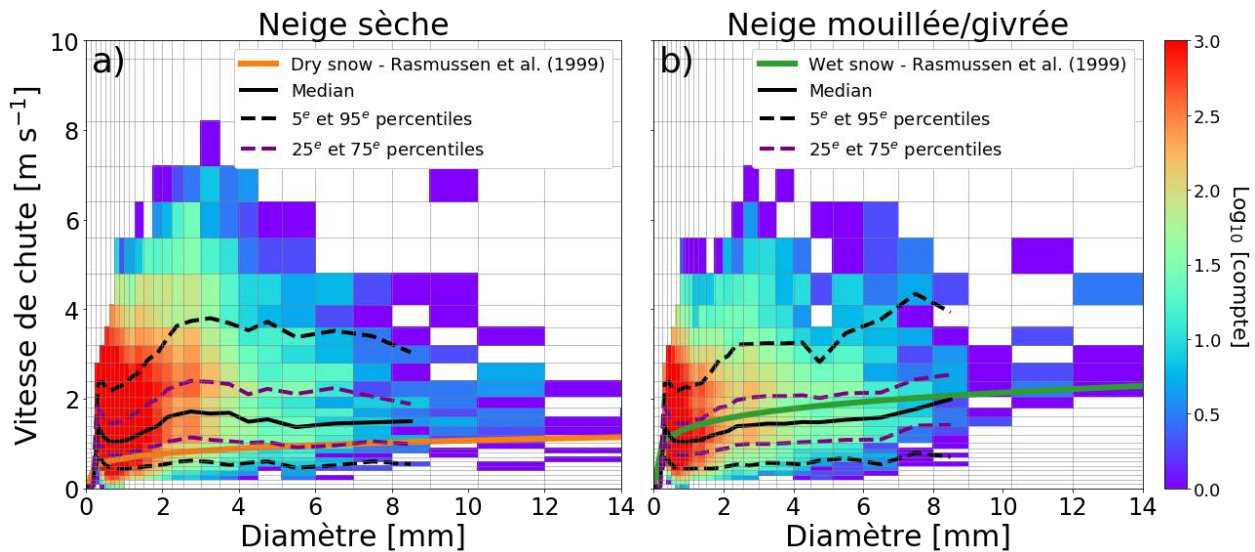 Neige sèche
Neige mouillée/givrée
a)
b)
Dry snow - Rasmussen et al. (1999)
Median
5e et 95e percentiles
25e et 75e percentiles
Wet snow - Rasmussen et al. (1999)
Median
5e et 95e percentiles
25e et 75e percentiles
Vitesse de chute [m s−1]
10
8
6
4
2
0
0 2 4 6 8 10 12 14
0 2 4 6 8 10 12 14
Diamètre [mm]
Diamètre [mm]
3.0
2.5
2.0
1.5
1.0
0.5
0.0
Log10 [compte]